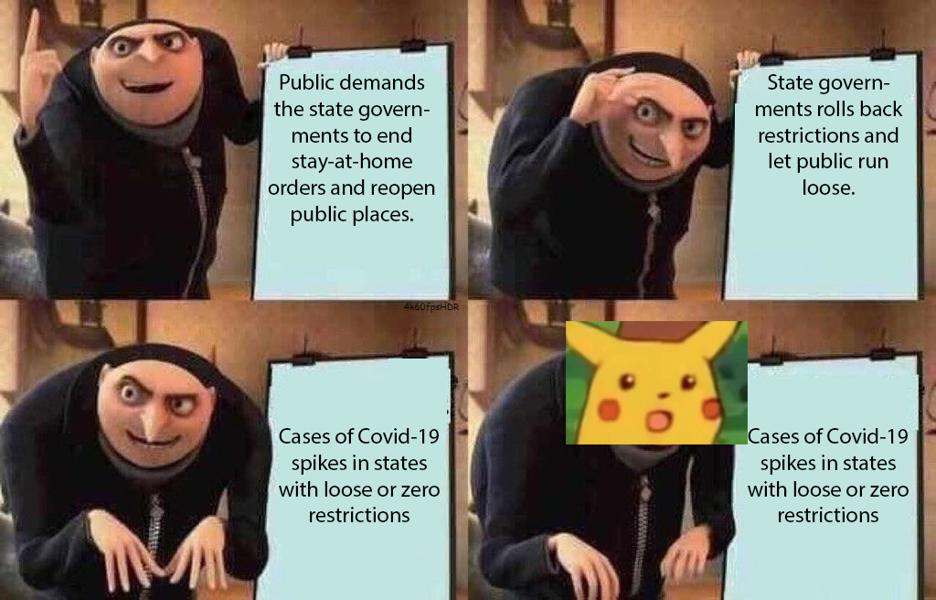 Public demands
the state govern-
ments to end
stay-at-home
orders and reopen
public places.
State govern-
ments rolls back
restrictions and
let public run
loose.
4k60fpsHDR
Cases of Covid-19
spikes in states
with loose or zero
restrictions
Cases of Covid-19
spikes in states
with loose or zero
restrictions